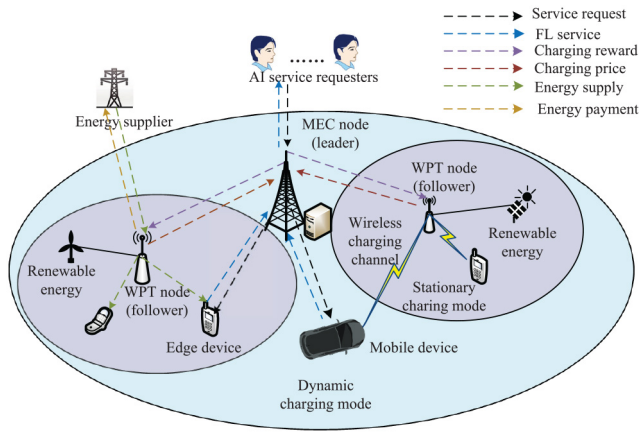 Service request
FL service
Charging reward
Charging price
Energy supply
Energy payment
......
AI service requesters
Energy supplier
MEC node
(leader)
WPT node
(follower)
Wireless
charging
channel
Renewable
energy
Stationary
charing mode
Renewable
energy
WPT node
(follower)
Edge device
Mobile device
Dynamic
charging mode